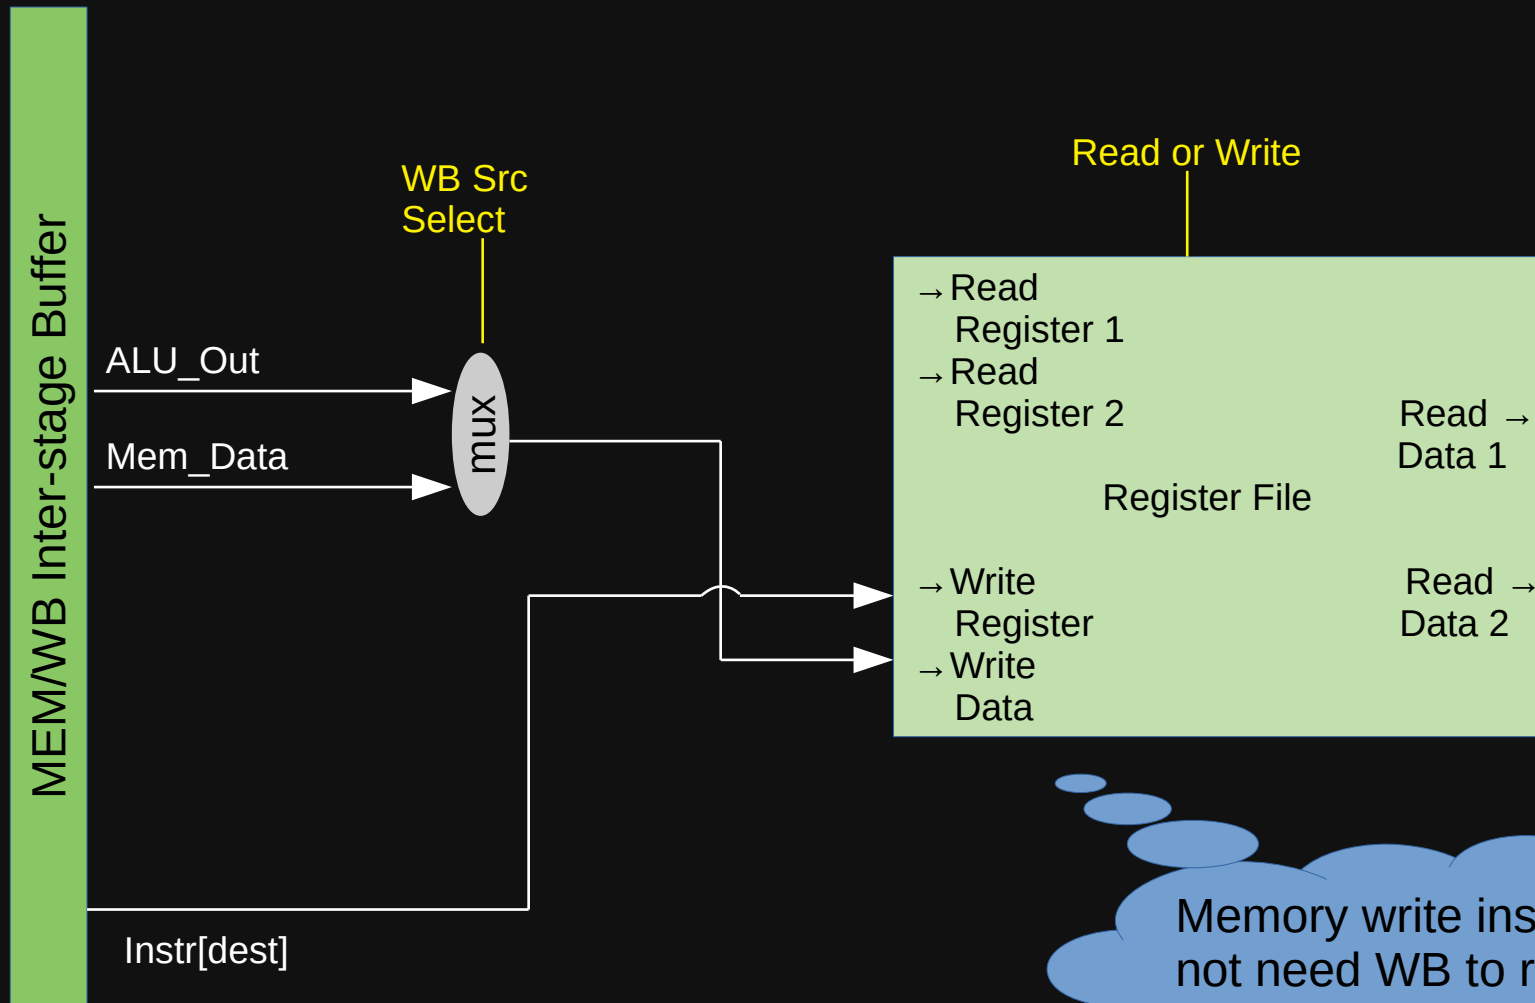 MEM/WB Inter-stage Buffer
WB Src
Select
Read or Write
ALU_Out
Mem_Data
mux
→Read
Register 1
→Read
Register 2
Read →
Data 1
Register File
→Write
Register
→Write
Data
Read →
Data 2
Instr[dest]
Memory write ins
not need WB to r